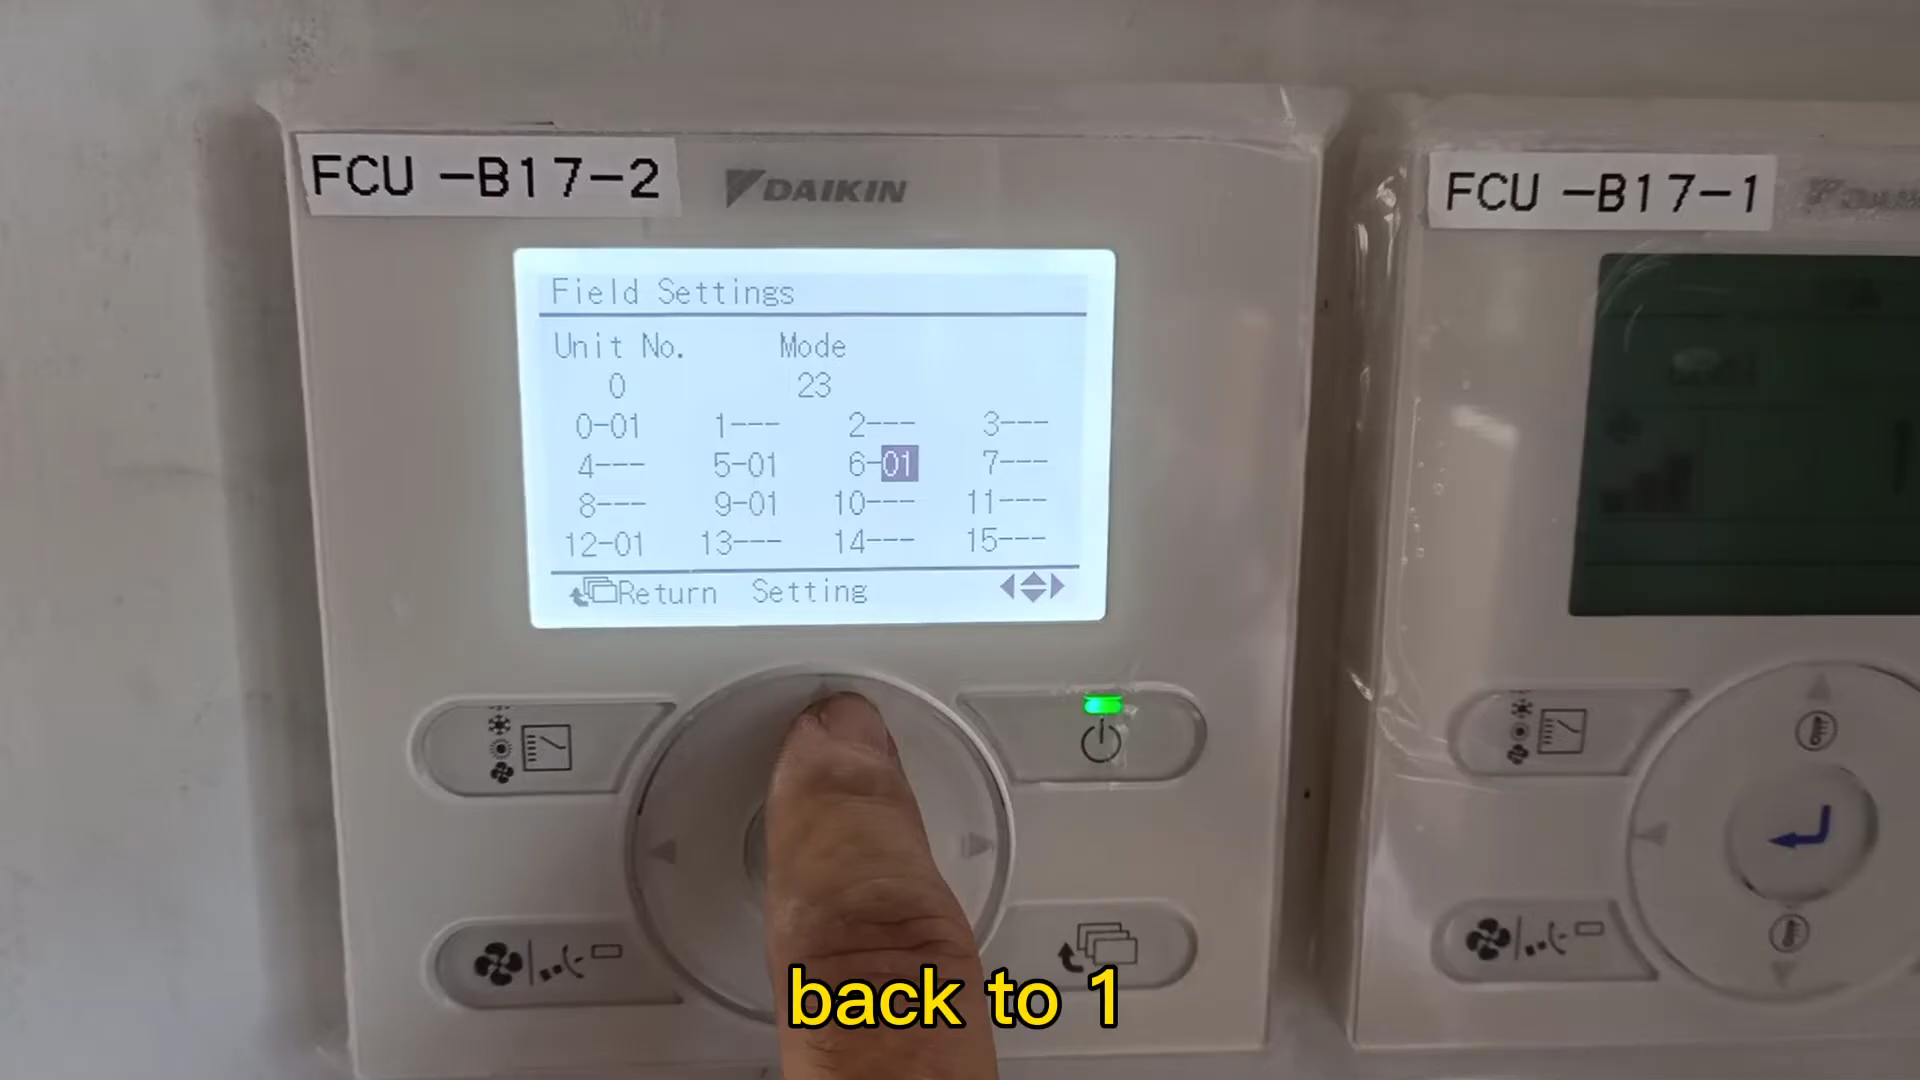 FCU -B17-2
DAIKIN
FCU -B17-1
Field Settings
Unit No. Mode
0 23
0-01 1--- 2--- 3---
4--- 5-01 6-01 7---
8--- 9-01 10--- 11---
12-01 13--- 14--- 15---
Return Setting
back to 1